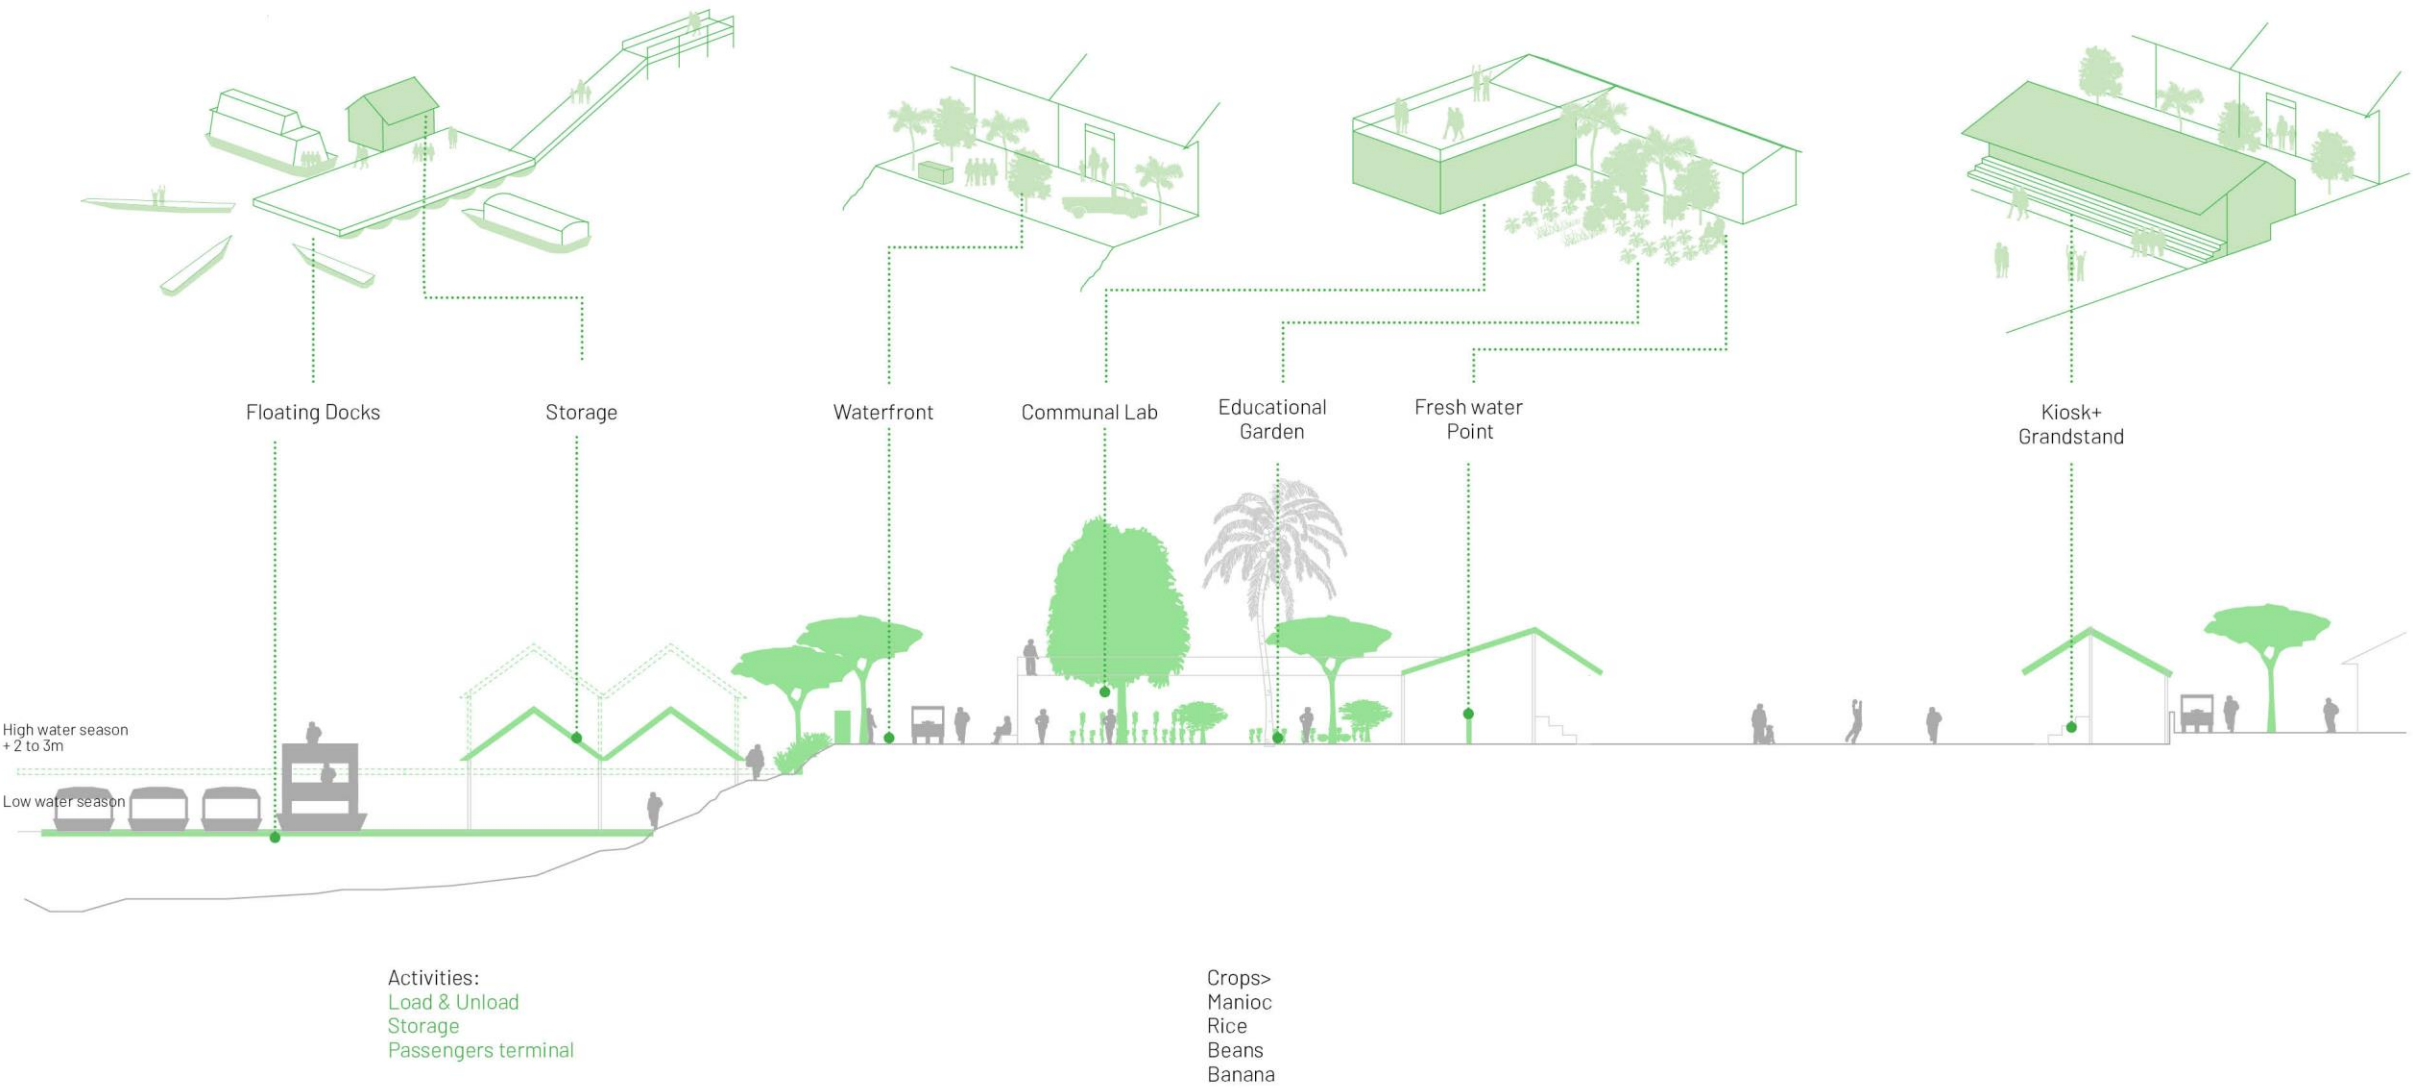 Floating Docks
Storage
Waterfront
Communal Lab
Educational
Garden
Fresh water
Point
Kiosk+
Grandstand
High water season
+ 2 to 3m
Low water season
Activities:
Load & Unload
Storage
Passengers terminal
Crops>
Manioc
Rice
Beans
Banana